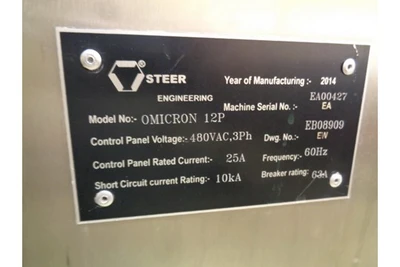 STEER
ENGINEERING
Year of Manufacturing :- 2014
Machine Serial No. :- EA00427
EA
Model No:- OMICRON 12P
Control Panel Voltage:- 480VAC,3Ph
Dwg. No.:- EB08909
EN
Control Panel Rated Current:- 25A
Frequency:- 60Hz
Short Circuit current Rating:- 10kA
Breaker rating:- 63A